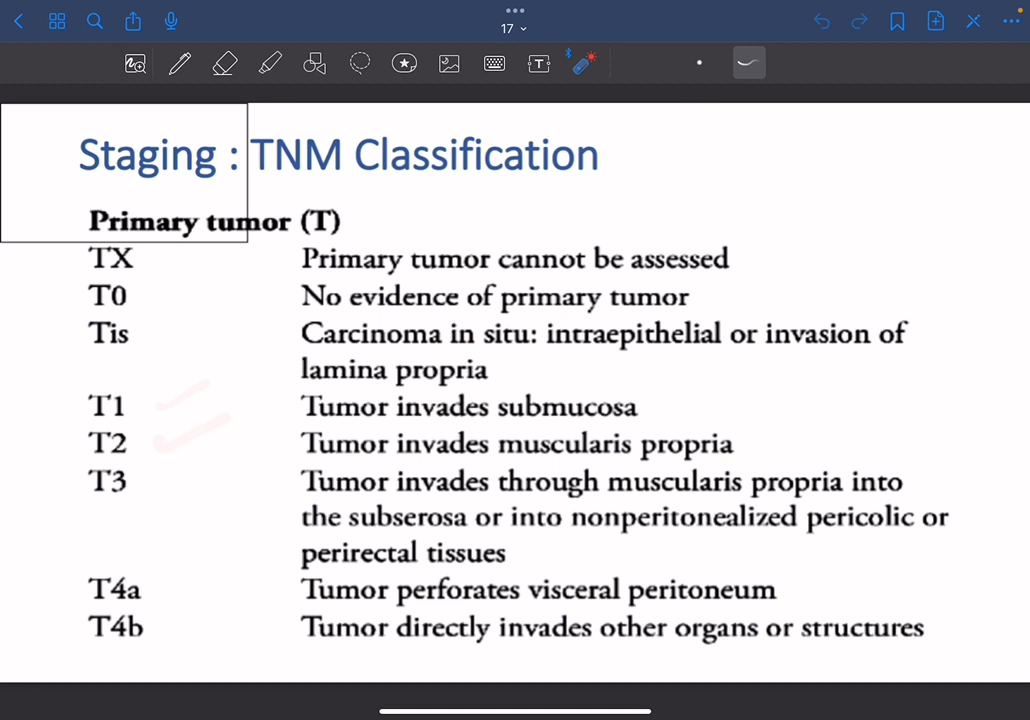 17
Staging : TNM Classification
Primary tumor (T)
TX Primary tumor cannot be assessed
T0 No evidence of primary tumor
Tis Carcinoma in situ: intraepithelial or invasion of
lamina propria
T1 Tumor invades submucosa
T2 Tumor invades muscularis propria
T3 Tumor invades through muscularis propria into
the subserosa or into nonperitonealized pericolic or
perirectal tissues
T4a Tumor perforates visceral peritoneum
T4b Tumor directly invades other organs or structures